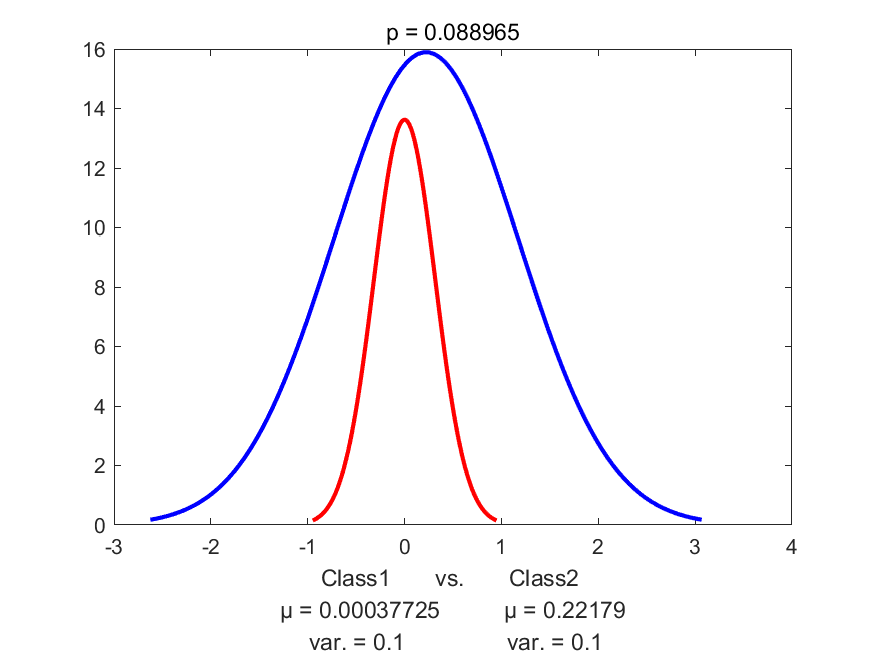 p = 0.088965
16
14
12
10
8
6
4
2
0
-3 -2 -1 0 1 2 3 4
Class1 vs. Class2
μ = 0.00037725 μ = 0.22179
var. = 0.1 var. = 0.1